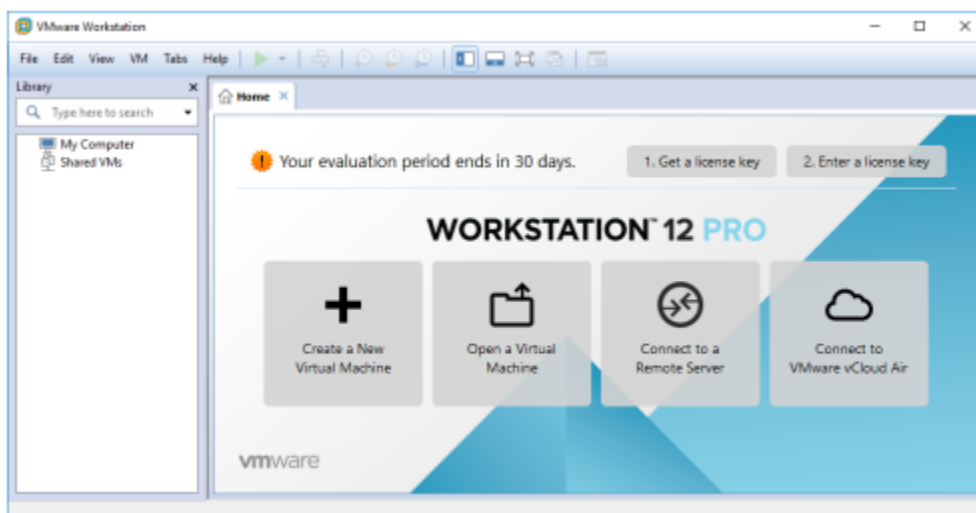 VMware Workstation
File Edit View VM Tabs Help
Library
Type here to search
My Computer
Shared VMs
Home
Your evaluation period ends in 30 days.
1. Get a license key
2. Enter a license key
WORKSTATION™ 12 PRO
Create a New
Virtual Machine
Open a Virtual
Machine
Connect to a
Remote Server
Connect to
VMware vCloud Air
vmware